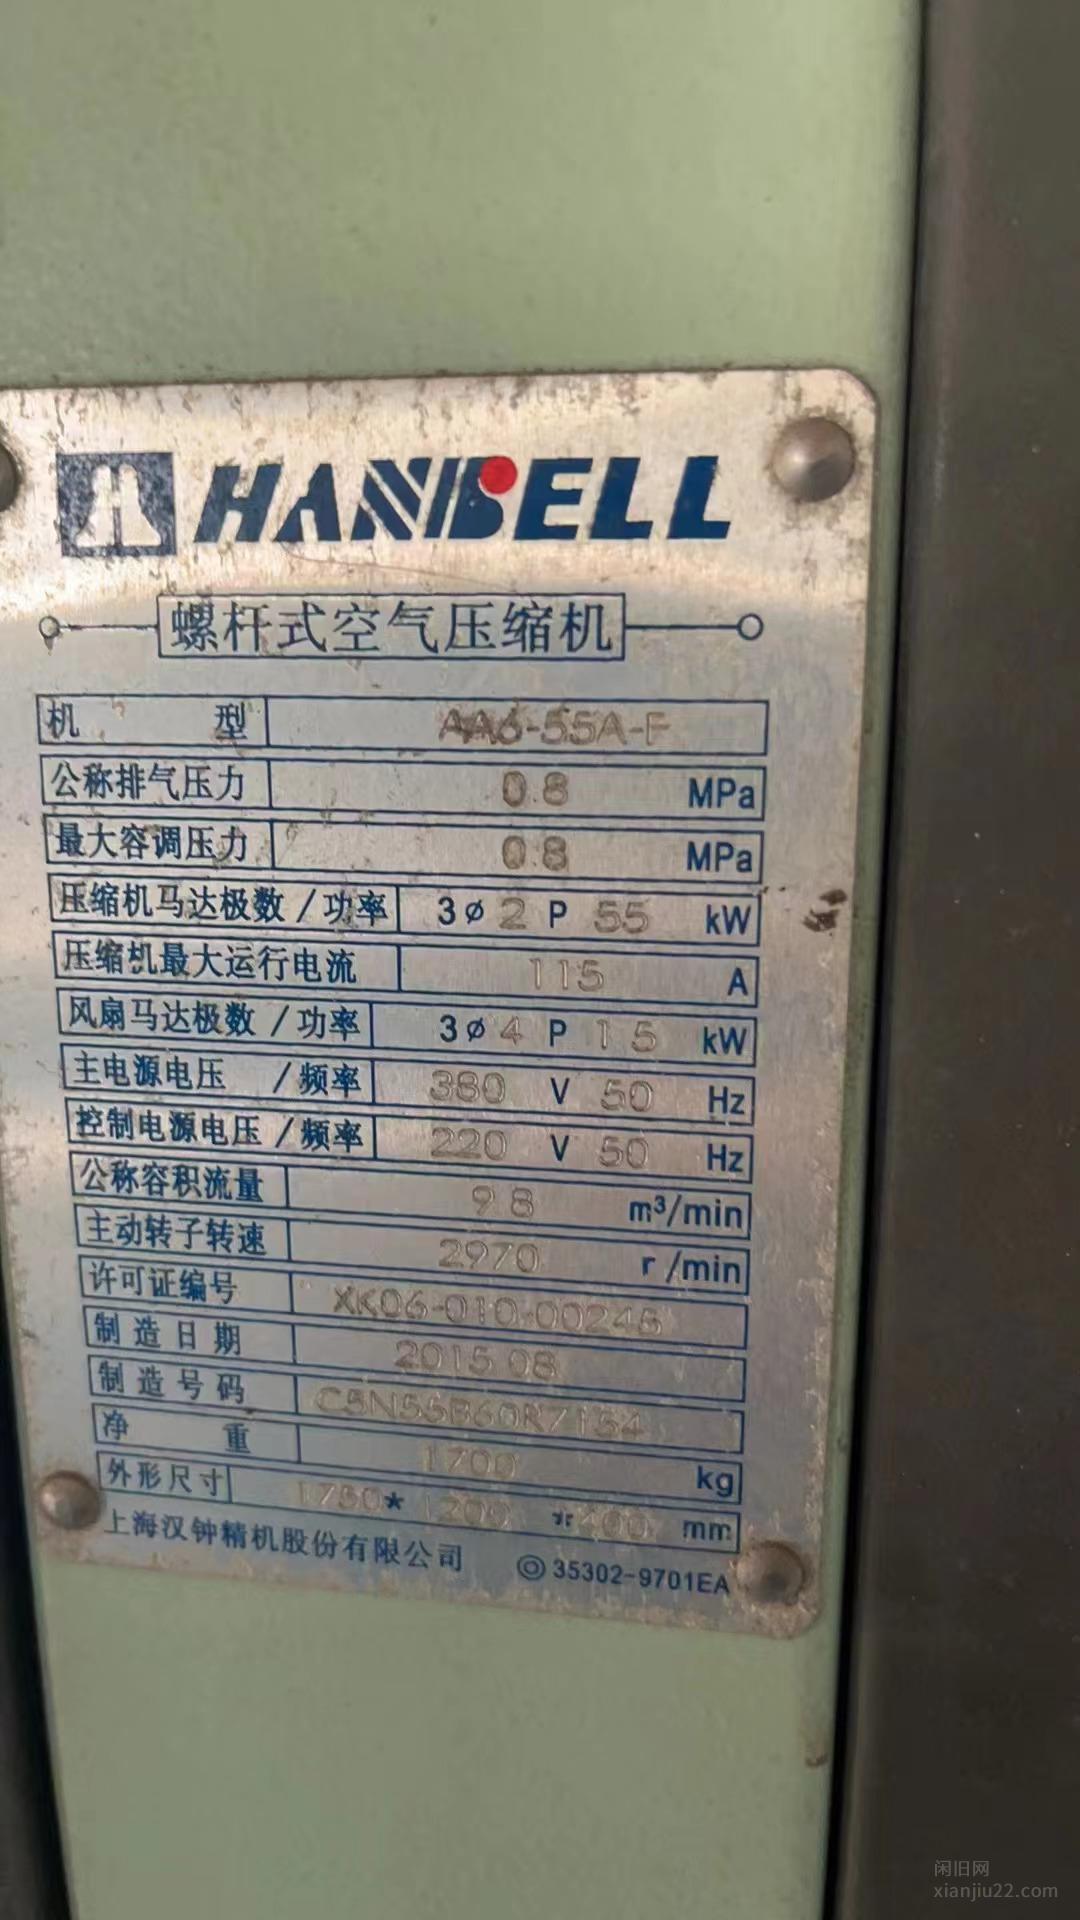 HANBELL
螺杆式空气压缩机
机 型 AA6-55A-F
公称排气压力 0.8 MPa
最大容调压力 0.8 MPa
压缩机马达极数/功率 3ø 2 P 55 kW
压缩机最大运行电流 115 A
风扇马达极数/功率 3ø 4 P 1 5 kW
主电源电压 /频率 380 V 50 Hz
控制电源电压/频率 220 V 50 Hz
公称容积流量 9 8 m³/min
主动转子转速 2970 r/min
许可证编号 XK06-010-00248
制造日期 2015 08
制造号码
净 重 1700 kg
外形尺寸 1750* 1200 * mm
上海汉钟精机股份有限公司 ◎ 35302-9701EA
闲旧网
xianjiu22.com